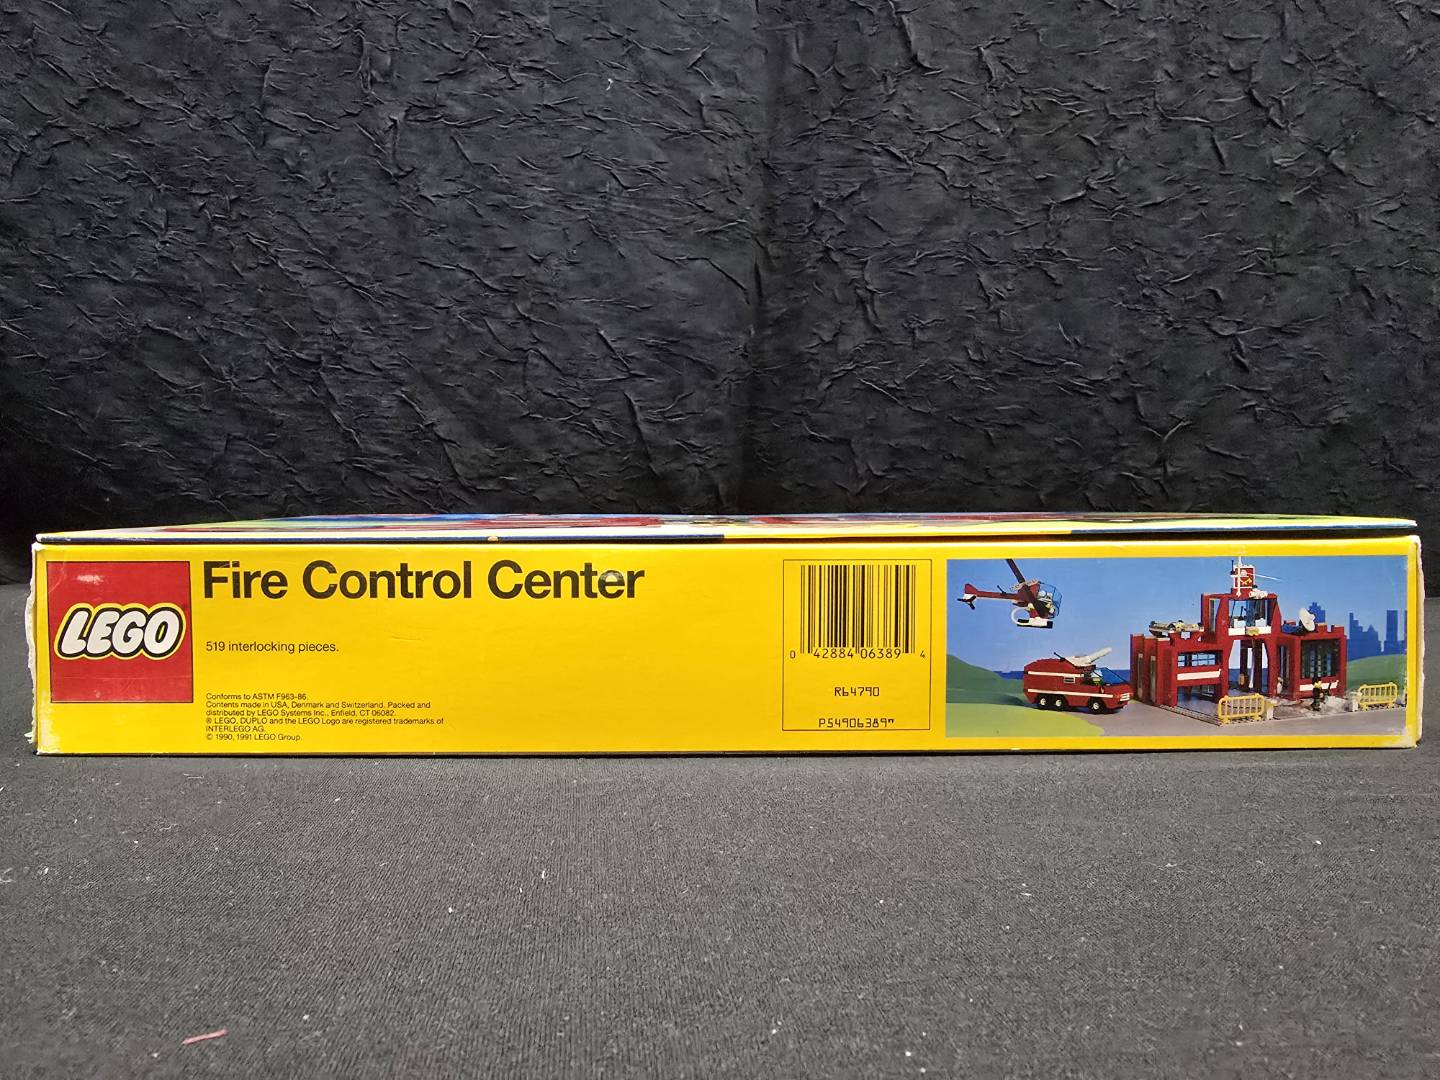 LEGO
Fire Control Center
519 interlocking pieces.
Conforms to ASTM F963-86.
Contents made in USA, Denmark and Switzerland. Packed and
distributed by LEGO Systems Inc., Enfield, CT 06082.
® LEGO, DUPLO and the LEGO Logo are registered trademarks of
INTERLEGO AG.
© 1990, 1991 LEGO Group.
0 42884 06389 4
R64790
P54906389"